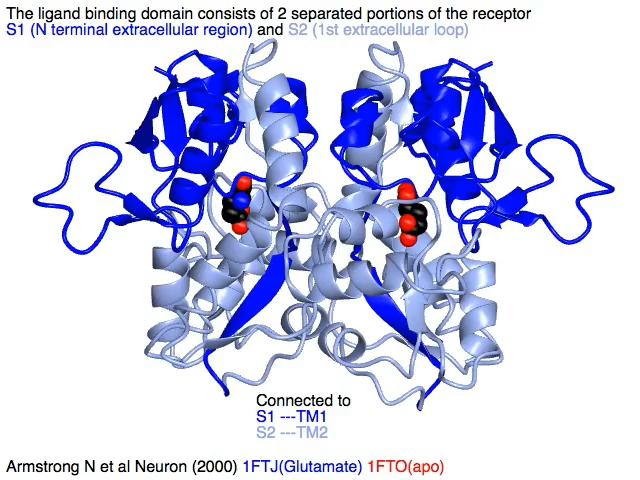 The ligand binding domain consists of 2 separated portions of the receptor
S1 (N terminal extracellular region) and S2 (1st extracellular loop)
Connected to
S1 ---TM1
S2 ---TM2
Armstrong N et al Neuron (2000) 1FTJ(Glutamate) 1FTO(apo)